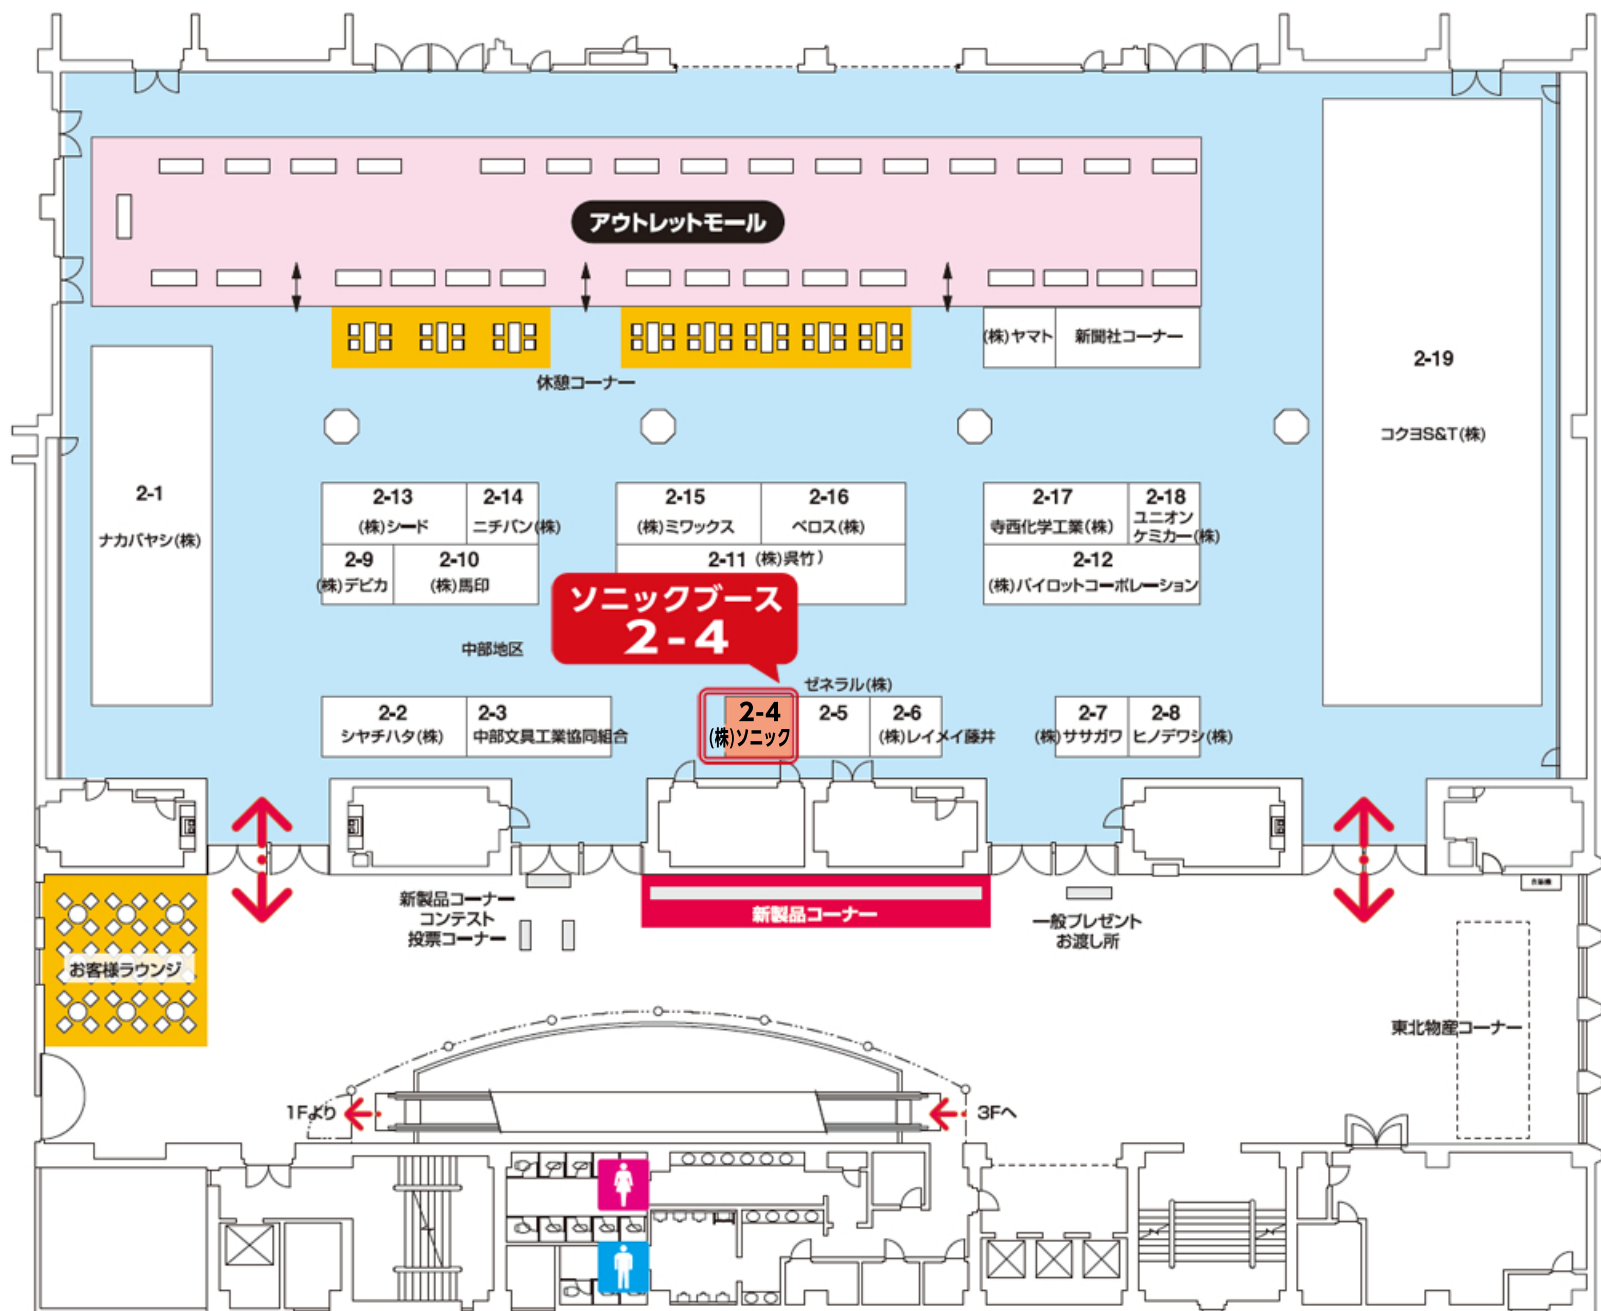 アウトレットモール
(株)ヤマト
新聞社コーナー
休憩コーナー
2-19
コクヨS&T(株)
2-1
ナカバヤシ(株)
2-13
(株)シード
2-14
ニチバン(株)
2-15
(株)ミワックス
2-16
ベロス(株)
2-17
寺西化学工業(株)
2-18
ユニオン
ケミカー(株)
2-9
(株)デビカ
2-10
(株)馬印
2-11 (株)呉竹)
2-12
(株)パイロットコーポレーション
ソニックブース
2-4
中部地区
ゼネラル(株)
2-2
シヤチハタ(株)
2-3
中部文具工業協同組合
2-4
(株)ソニック
2-5
2-6
(株)レイメイ藤井
2-7
(株)ササガワ
2-8
ヒノデワシ(株)
新製品コーナー
コンテスト
投票コーナー
新製品コーナー
一般プレゼント
お渡し所
お客様ラウンジ
東北物産コーナー
1Fより
3Fへ